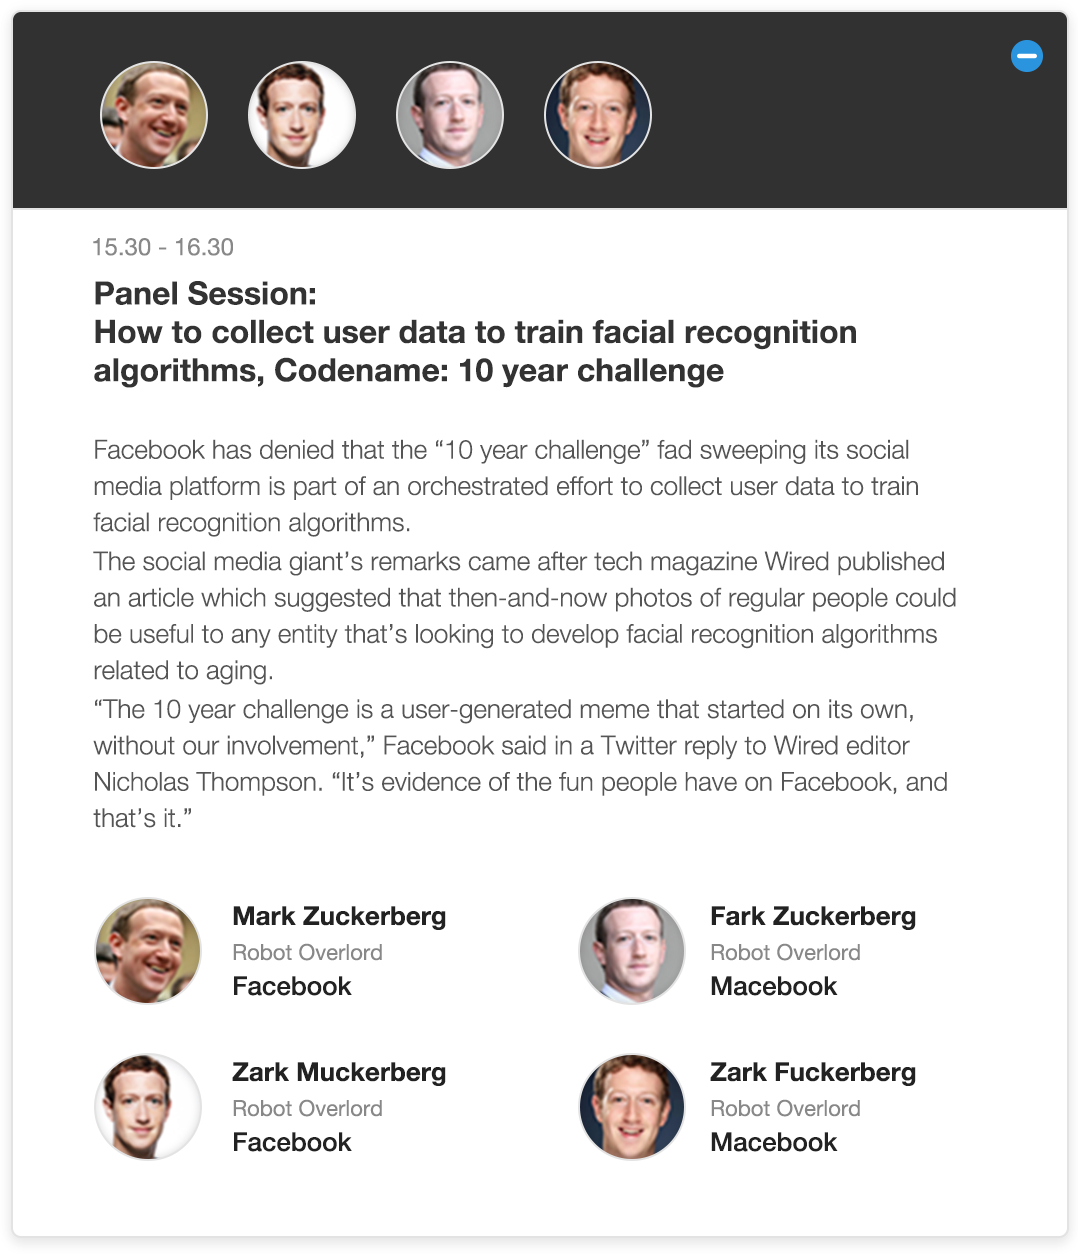 15.30 - 16.30
Panel Session:
How to collect user data to train facial recognition
algorithms, Codename: 10 year challenge
Facebook has denied that the “10 year challenge” fad sweeping its social
media platform is part of an orchestrated effort to collect user data to train
facial recognition algorithms.
The social media giant’s remarks came after tech magazine Wired published
an article which suggested that then-and-now photos of regular people could
be useful to any entity that’s looking to develop facial recognition algorithms
related to aging.
“The 10 year challenge is a user-generated meme that started on its own,
without our involvement,” Facebook said in a Twitter reply to Wired editor
Nicholas Thompson. “It’s evidence of the fun people have on Facebook, and
that’s it.”
Mark Zuckerberg
Robot Overlord
Facebook
Fark Zuckerberg
Robot Overlord
Macebook
Zark Muckerberg
Robot Overlord
Facebook
Zark Fuckerberg
Robot Overlord
Macebook